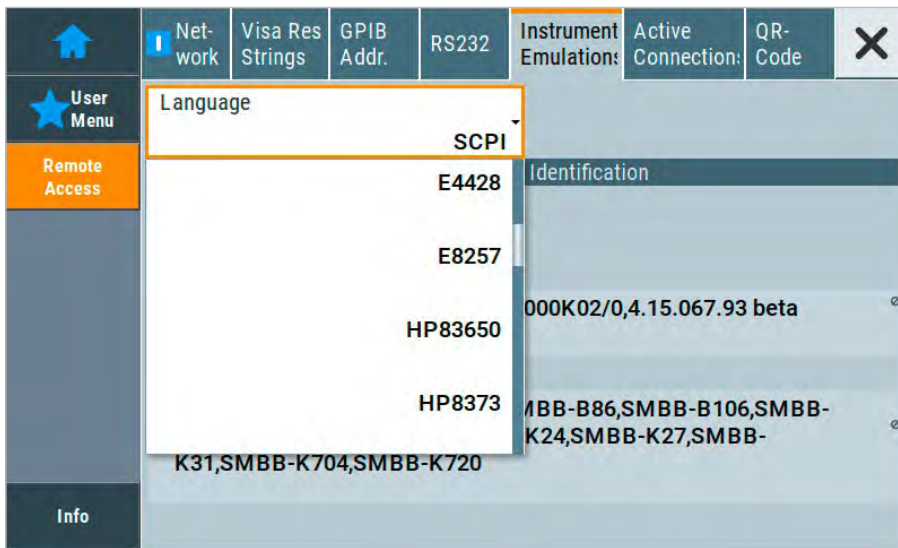 Net-
work
Visa Res
Strings
GPIB
Addr.
RS232
Instrument
Emulations
Active
Connection
QR-
Code
User
Menu
Remote
Access
Info
Language
SCPI
E4428
E8257
HP83650
HP8373
Identification
000K02/0,4.15.067.93 beta
MBB-B86,SMBB-B106,SMBB-
K24,SMBB-K27,SMBB-
K31,SMBB-K704,SMBB-K720